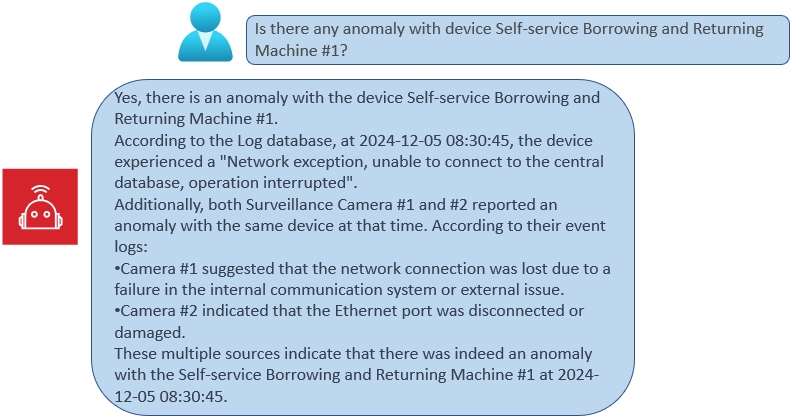 Is there any anomaly with device Self-service Borrowing and Returning
Machine #1?
Yes, there is an anomaly with the device Self-service Borrowing and
Returning Machine #1.
According to the Log database, at 2024-12-05 08:30:45, the device
experienced a "Network exception, unable to connect to the central
database, operation interrupted".
Additionally, both Surveillance Camera #1 and #2 reported an
anomaly with the same device at that time. According to their event
logs:
•Camera #1 suggested that the network connection was lost due to a
failure in the internal communication system or external issue.
•Camera #2 indicated that the Ethernet port was disconnected or
damaged.
These multiple sources indicate that there was indeed an anomaly
with the Self-service Borrowing and Returning Machine #1 at 2024-
12-05 08:30:45.